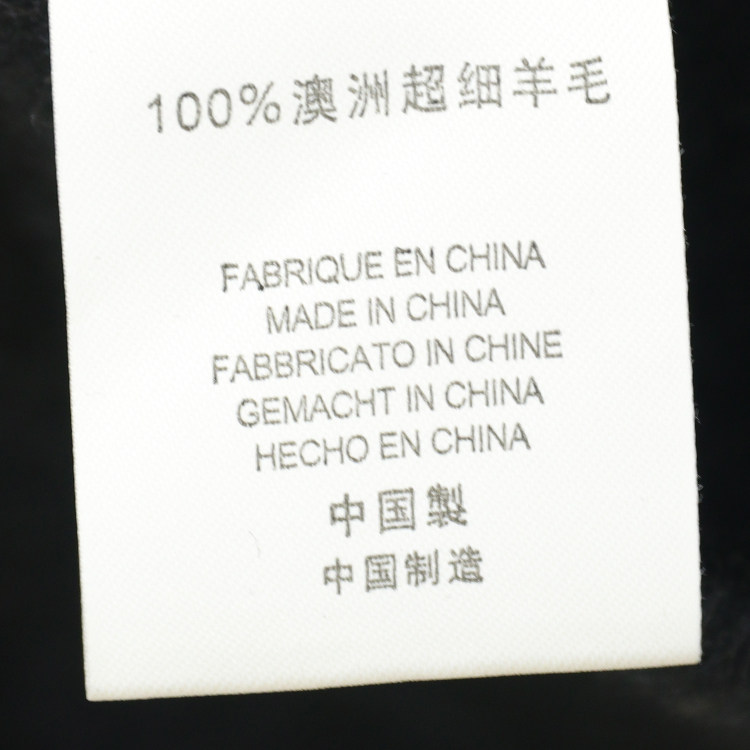 100%澳洲超细羊毛
FABRIQUE EN CHINA
MADE IN CHINA
FABBRICATO IN CHINE
GEMACHT IN CHINA
HECHO EN CHINA
中国製
中国制造